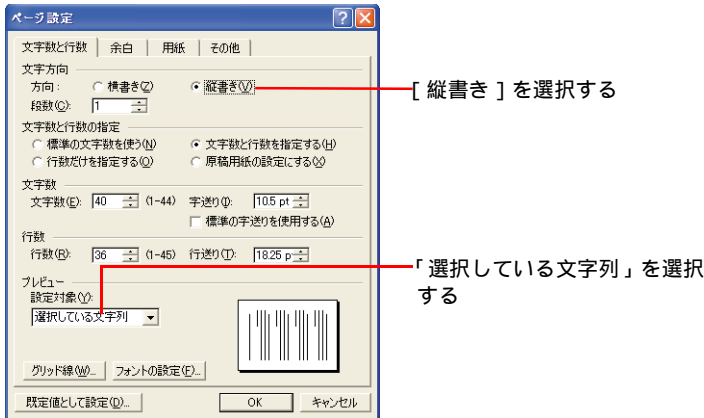 ページ設定
文字数と行数 余白 用紙 その他
文字方向
方向: 横書き(Z) 縦書き(V)
段数(C): 1
文字数と行数の指定
標準の文字数を使う(N) 文字数と行数を指定する(H)
行数だけを指定する(O) 原稿用紙の設定にする(X)
文字数
文字数(E): 40 (1-44) 字送り(I): 10.5 pt
標準の字送りを使用する(A)
行数
行数(R): 36 (1-45) 行送り(T): 18.25 p
プレビュー
設定対象(Y):
選択している文字列
グリッド線(W)... フォントの設定(F)...
既定値として設定(D)... OK キャンセル
[縦書き]を選択する
「選択している文字列」を選択
する